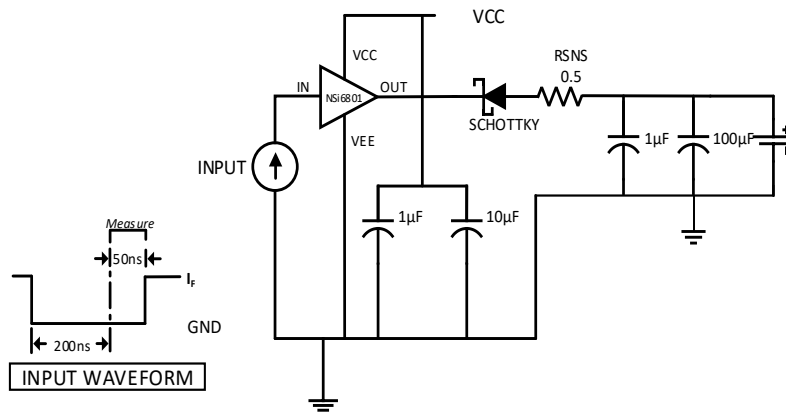 VCC
VCC
RSNS
0.5
IN
NSi6801
OUT
SCHOTTKY
1µF
100µF
+
VEE
INPUT
1µF
10µF
Measure
50ns
IF
GND
200ns
INPUT WAVEFORM